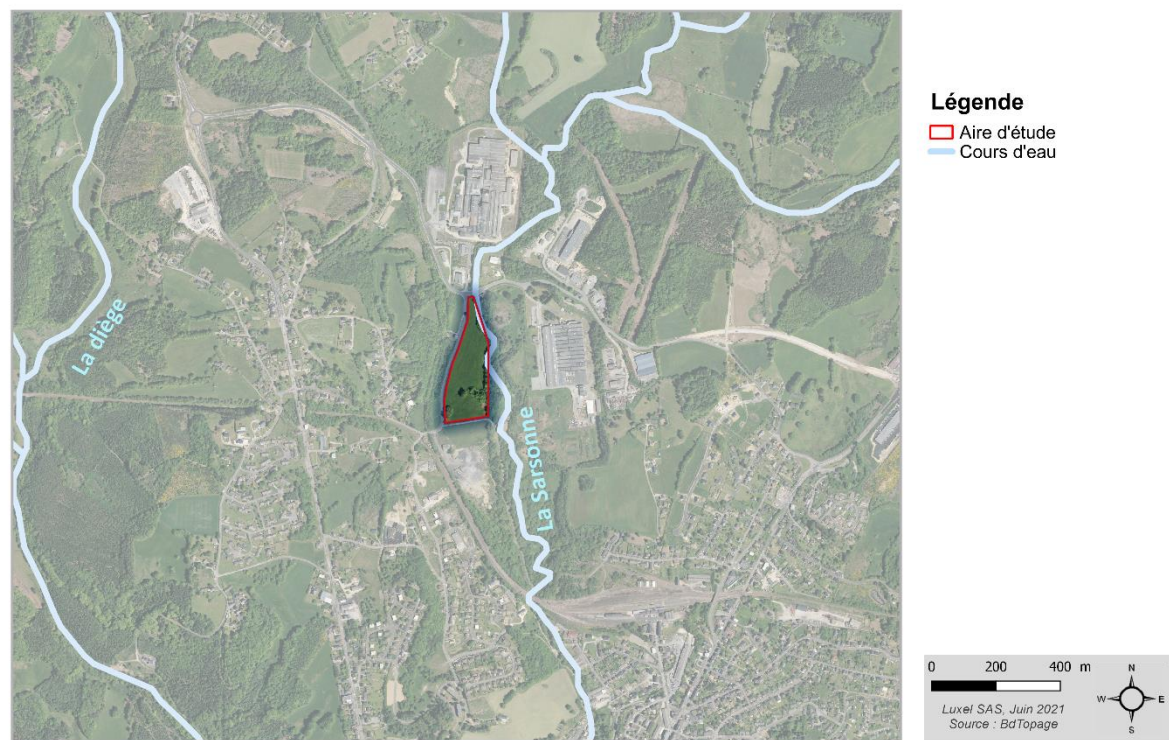 La diège
La Sarsonne
Légende
Aire d'étude
Cours d'eau
0 200 400 m
N
W E
S
Luxel SAS, Juin 2021
Source : BdTopage